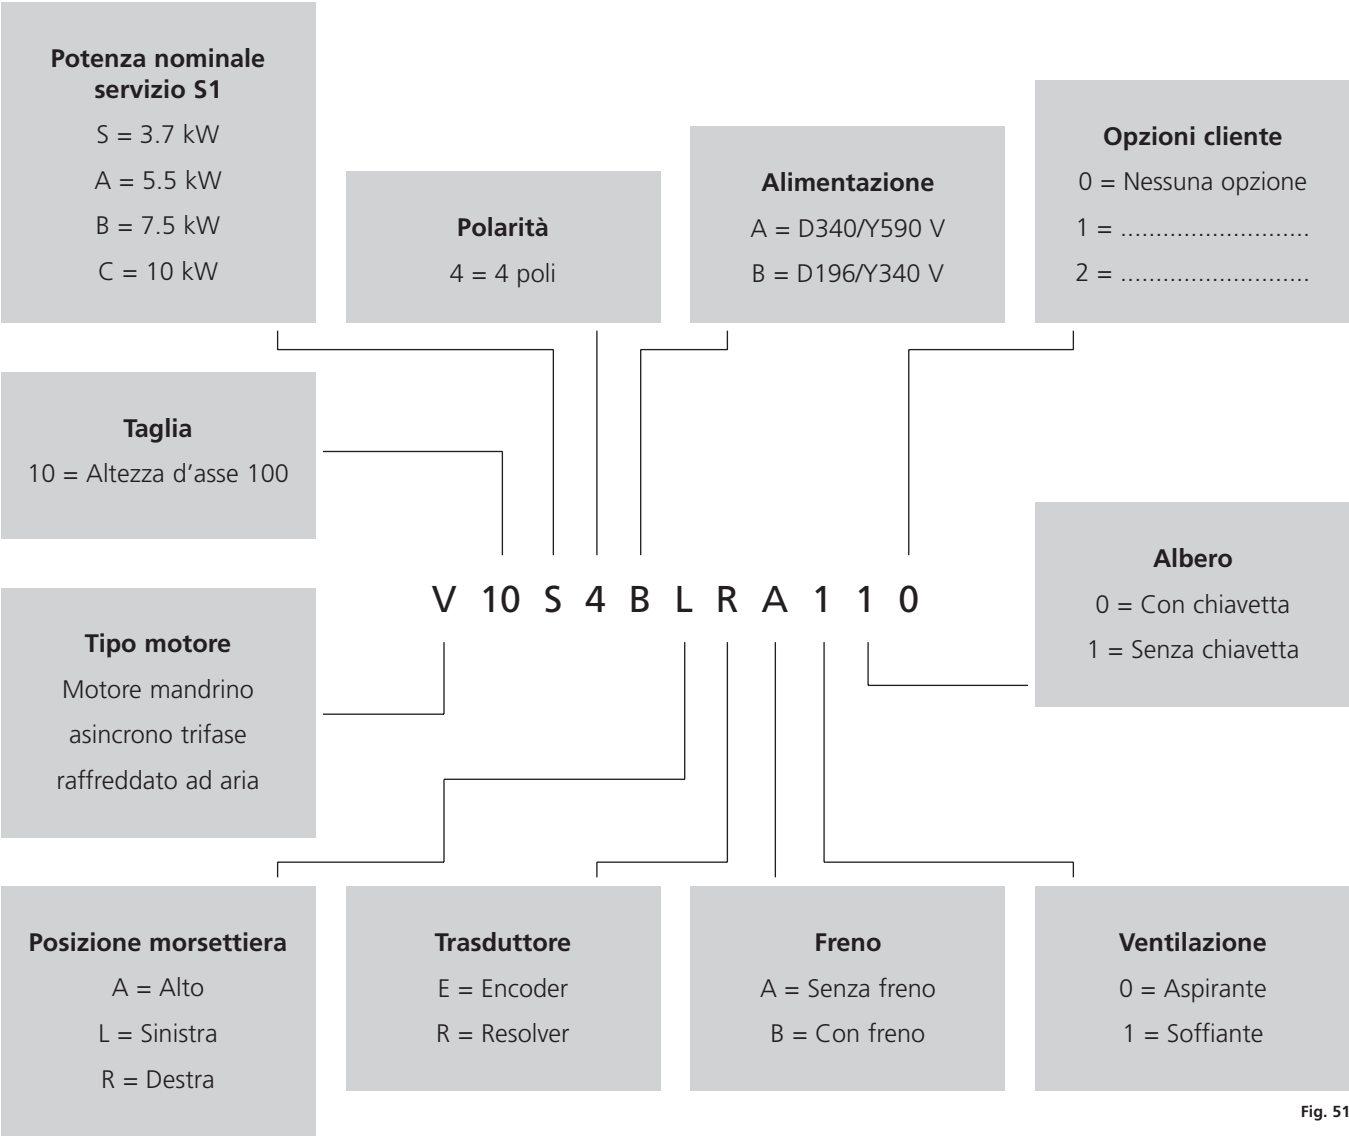 Potenza nominale
servizio S1
S = 3.7 kW
A = 5.5 kW
B = 7.5 kW
C = 10 kW
Polarità
4 = 4 poli
Alimentazione
A = D340/Y590 V
B = D196/Y340 V
Opzioni cliente
0 = Nessuna opzione
1 = ...........................
2 = ...........................
Taglia
10 = Altezza d’asse 100
V 10 S 4 B L R A 1 1 0
Albero
0 = Con chiavetta
1 = Senza chiavetta
Tipo motore
Motore mandrino
asincrono trifase
raffreddato ad aria
Posizione morsettiera
A = Alto
L = Sinistra
R = Destra
Trasduttore
E = Encoder
R = Resolver
Freno
A = Senza freno
B = Con freno
Ventilazione
0 = Aspirante
1 = Soffiante
Fig. 51